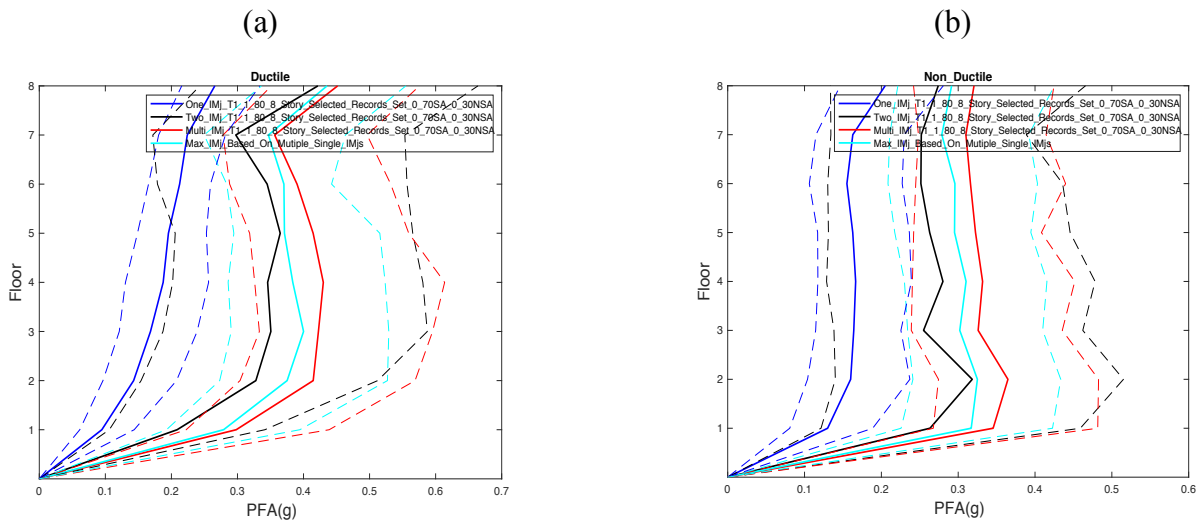 (a)
Ductile
8
7
6
5
4
3
2
1
0
Floor
0
0.1
0.2
0.3
0.4
0.5
0.6
0.7
PFA(g)
One_IMj_T1_1_80_8_Story_Selected_Records_Set_0_70SA_0_30NSA
Two_IMj_T1_1_80_8_Story_Selected_Records_Set_0_70SA_0_30NSA
Multi_IMj_T1_1_80_8_Story_Selected_Records_Set_0_70SA_0_30NSA
Max_IMj_Based_On_Mutiple_Single_IMjs
(b)
Non_Ductile
8
7
6
5
4
3
2
1
0
Floor
0
0.1
0.2
0.3
0.4
0.5
0.6
PFA(g)
One_IMj_T1_1_80_8_Story_Selected_Records_Set_0_70SA_0_30NSA
Two_IMj_T1_1_80_8_Story_Selected_Records_Set_0_70SA_0_30NSA
Multi_IMj_T1_1_80_8_Story_Selected_Records_Set_0_70SA_0_30NSA
Max_IMj_Based_On_Mutiple_Single_IMjs